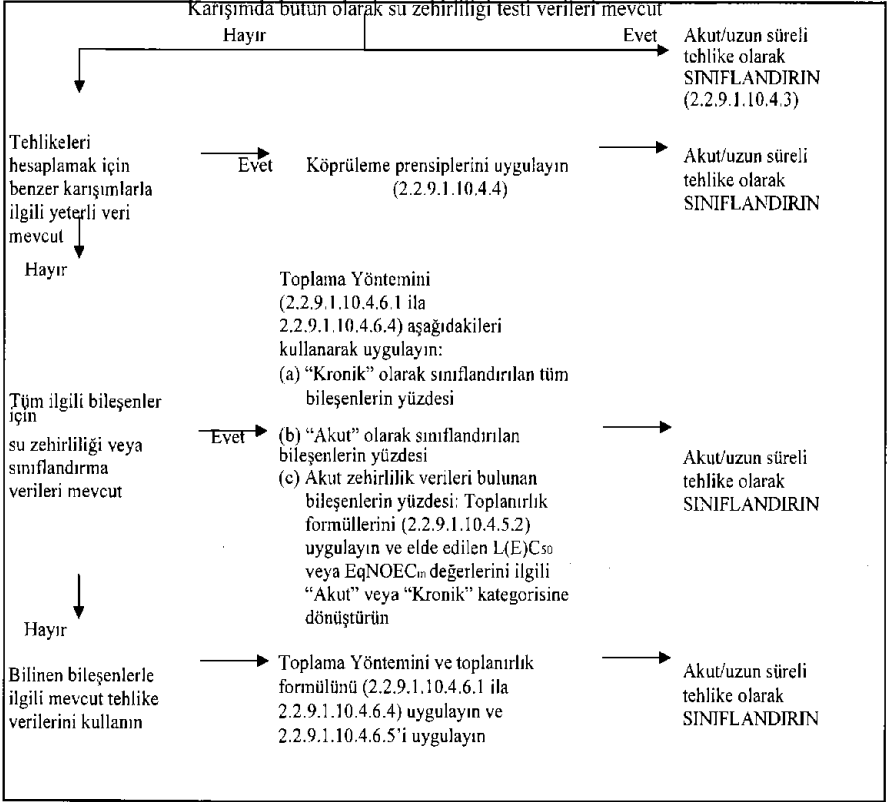 Karışımda bütün olarak su zehirliliği testi verileri mevcut
Hayır
Evet
Akut/uzun süreli
tehlike olarak
SINIFLANDIRIN
(2.2.9.1.10.4.3)
Tehlikeleri
hesaplamak için
benzer karışımlarla
ilgili yeterli veri
mevcut
Evet
Köprüleme prensiplerini uygulayın
(2.2.9.1.10.4.4)
Akut/uzun süreli
tehlike olarak
SINIFLANDIRIN
Hayır
Toplama Yöntemini
(2.2.9.1.10.4.6.1 ila
2.2.9.1.10.4.6.4) aşağıdakileri
kullanarak uygulayın:
(a) “Kronik” olarak sınıflandırılan tüm
bileşenlerin yüzdesi
Tüm ilgili bileşenler
için
su zehirliliği veya
sınıflandırma
verileri mevcut
Evet
(b) “Akut” olarak sınıflandırılan
bileşenlerin yüzdesi
(c) Akut zehirlilik verileri bulunan
bileşenlerin yüzdesi: Toplanırlık
formüllerini (2.2.9.1.10.4.5.2)
uygulayın ve elde edilen L(E)C50
veya EqNOECm değerlerini ilgili
“Akut” veya “Kronik” kategorisine
dönüştürün
Akut/uzun süreli
tehlike olarak
SINIFLANDIRIN
Hayır
Bilinen bileşenlerle
ilgili mevcut tehlike
verilerini kullanın
Toplama Yöntemini ve toplanırlık
formülünü (2.2.9.1.10.4.6.1 ila
2.2.9.1.10.4.6.4) uygulayın ve
2.2.9.1.10.4.6.5’i uygulayın
Akut/uzun süreli
tehlike olarak
SINIFLANDIRIN